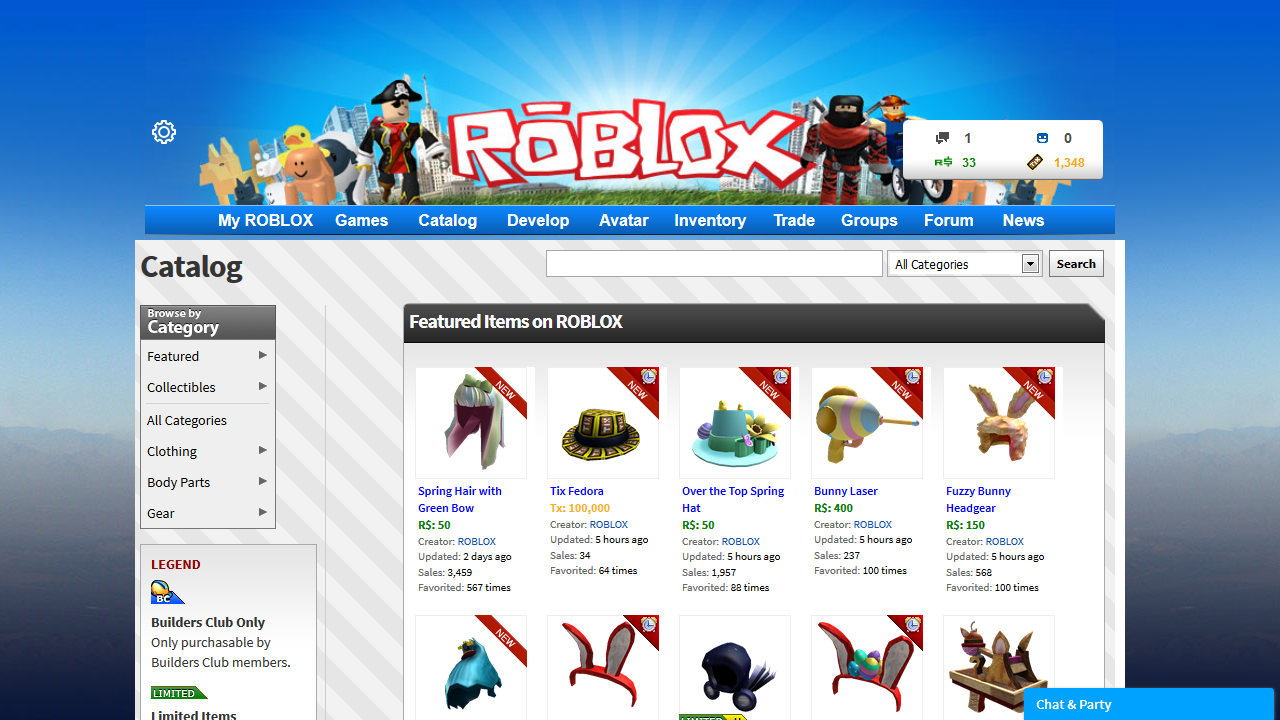 RŌBLOX
1
0
R$ 33
1,348
My ROBLOX Games Catalog Develop Avatar Inventory Trade Groups Forum News
Catalog
All Categories
Search
Browse by
Category
Featured
Collectibles
All Categories
Clothing
Body Parts
Gear
LEGEND
BC
Builders Club Only
Only purchasable by
Builders Club members.
LIMITED
Limited Items
Featured Items on ROBLOX
NEW
Spring Hair with
Green Bow
R$: 50
Creator: ROBLOX
Updated: 2 days ago
Sales: 3,459
Favorited: 567 times
NEW
Tix Fedora
Tx: 100,000
Creator: ROBLOX
Updated: 5 hours ago
Sales: 34
Favorited: 64 times
NEW
Over the Top Spring
Hat
R$: 50
Creator: ROBLOX
Updated: 5 hours ago
Sales: 1,957
Favorited: 88 times
NEW
Bunny Laser
R$: 400
Creator: ROBLOX
Updated: 5 hours ago
Sales: 237
Favorited: 100 times
NEW
Fuzzy Bunny
Headgear
R$: 150
Creator: ROBLOX
Updated: 5 hours ago
Sales: 568
Favorited: 100 times
NEW
NEW
NEW
Chat & Party